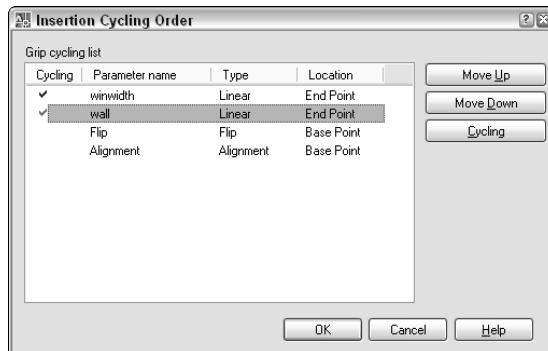 Insertion Cycling Order
Grip cycling list
Cycling Parameter name Type Location
winwidth Linear End Point
wall Linear End Point
Flip Flip Base Point
Alignment Alignment Base Point
Move Up
Move Down
Cycling
OK Cancel Help